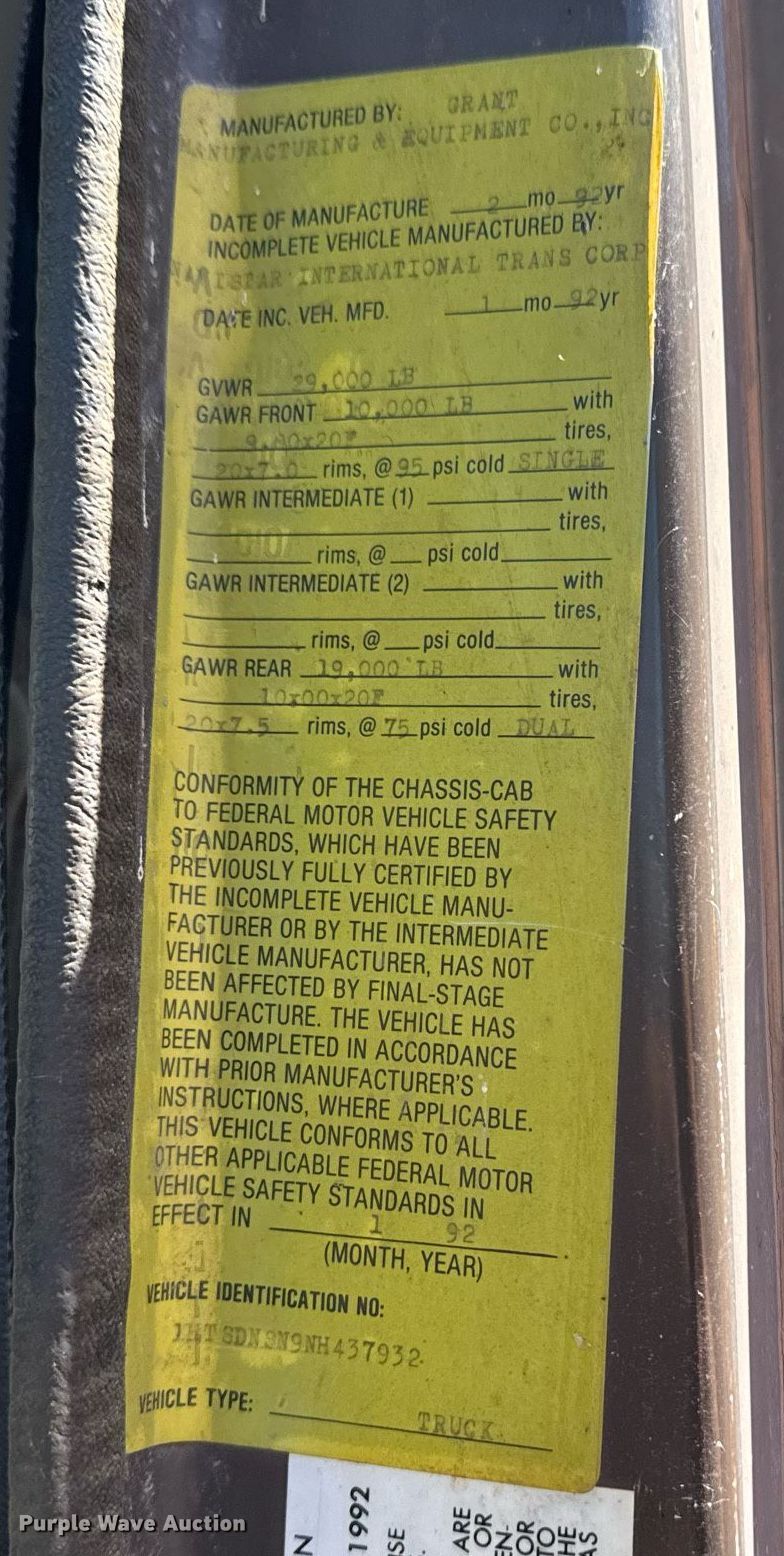 MANUFACTURED BY: GRANT
MANUFACTURING & EQUIPMENT CO., INC
DATE OF MANUFACTURE 2 mo 92 yr
INCOMPLETE VEHICLE MANUFACTURED BY:
INTERNATIONAL TRANS CORP
DATE INC. VEH. MFD. 1 mo 92 yr
GVWR 29,000 LB
GAWR FRONT 10,000 LB with
9.00x20F tires,
20x7.0 rims, @ 95 psi cold SINGLE
GAWR INTERMEDIATE (1) with
tires,
rims, @ psi cold
GAWR INTERMEDIATE (2) with
tires,
rims, @ psi cold
GAWR REAR 19,000 LB with
10x00x20F tires,
20x7.5 rims, @ 75 psi cold DUAL
CONFORMITY OF THE CHASSIS-CAB
TO FEDERAL MOTOR VEHICLE SAFETY
STANDARDS, WHICH HAVE BEEN
PREVIOUSLY FULLY CERTIFIED BY
THE INCOMPLETE VEHICLE MANU-
FACTURER OR BY THE INTERMEDIATE
VEHICLE MANUFACTURER, HAS NOT
BEEN AFFECTED BY FINAL-STAGE
MANUFACTURE. THE VEHICLE HAS
BEEN COMPLETED IN ACCORDANCE
WITH PRIOR MANUFACTURER'S
INSTRUCTIONS, WHERE APPLICABLE.
THIS VEHICLE CONFORMS TO ALL
OTHER APPLICABLE FEDERAL MOTOR
VEHICLE SAFETY STANDARDS IN
EFFECT IN 1 92
(MONTH, YEAR)
VEHICLE IDENTIFICATION NO:
1HTSDN3N9NH437932
VEHICLE TYPE: TRUCK
N
1992
ARE
OR
EN-
OR
TO
HE
AS
Purple Wave Auction